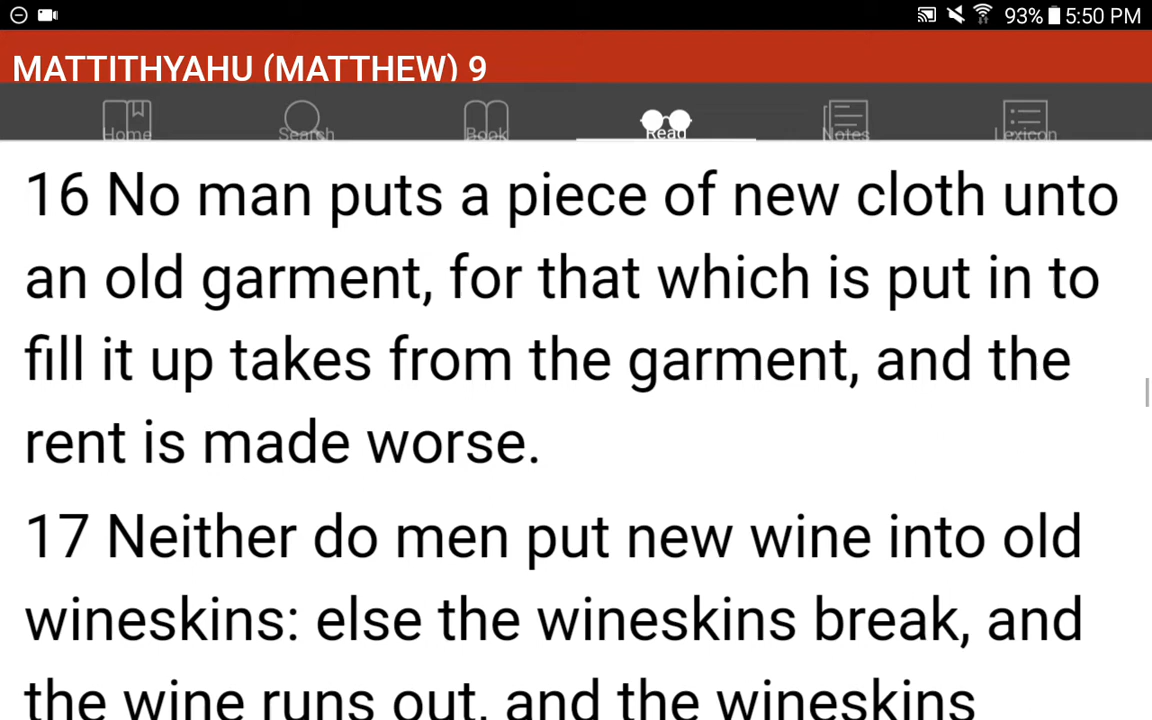 93% 5:50 PM
MATTITHYAHU (MATTHEW) 9
Home Search Book Read Notes Lexicon
16 No man puts a piece of new cloth unto
an old garment, for that which is put in to
fill it up takes from the garment, and the
rent is made worse.
17 Neither do men put new wine into old
wineskins: else the wineskins break, and
the wine runs out, and the wineskins